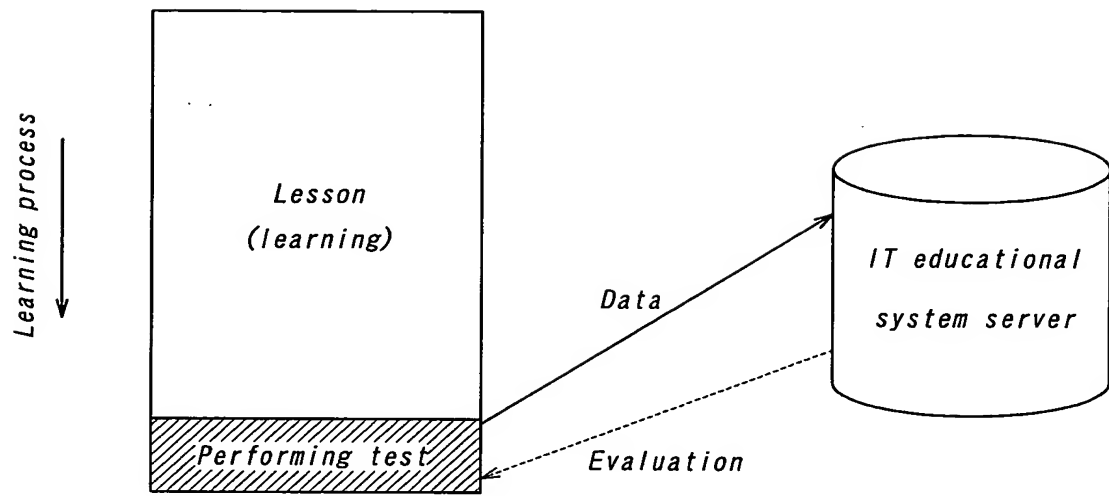 Learning process
Lesson
(learning)
Data
IT educational
system server
Performing test
Evaluation